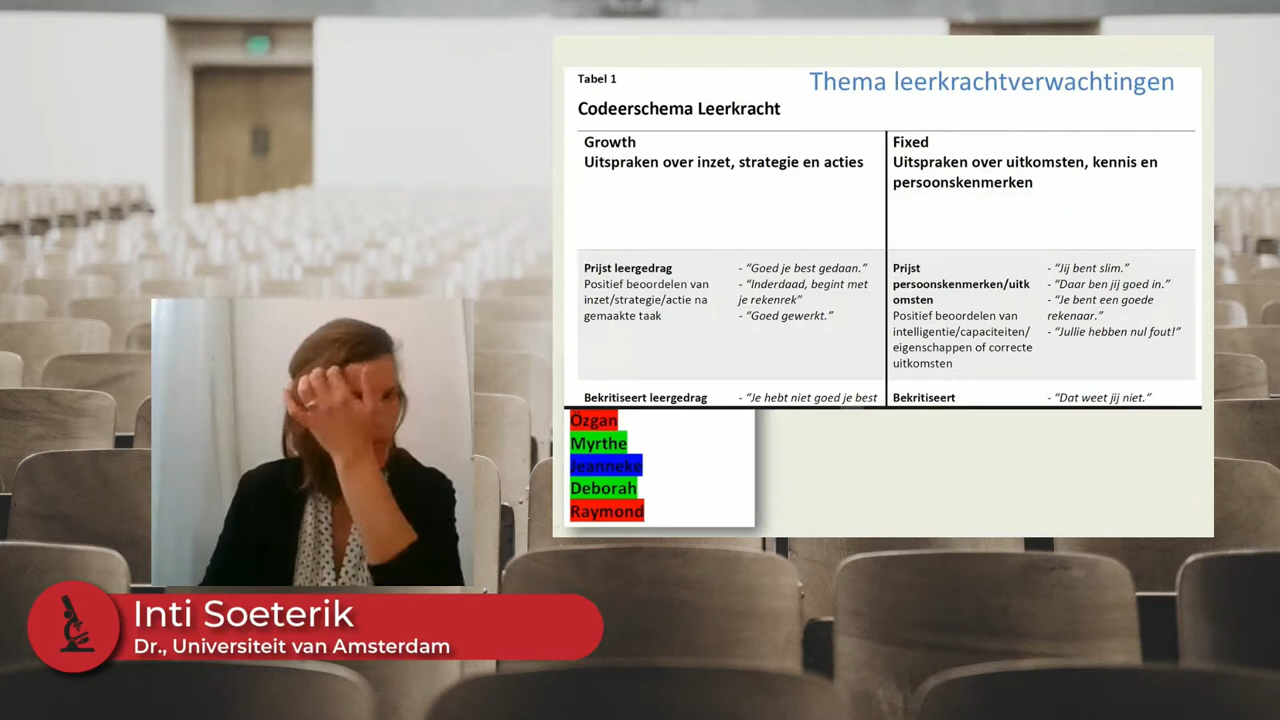 Tabel 1
Thema leerkrachtverwachtingen
Codeerschema Leerkracht
Growth
Uitspraken over inzet, strategie en acties
Fixed
Uitspraken over uitkomsten, kennis en
persoonskenmerken
Prijst leergedrag
Positief beoordelen van
inzet/strategie/actie na
gemaakte taak
- “Goed je best gedaan.”
- “Inderdaad, begint met
je rekenrek”
- “Goed gewerkt.”
Prijst
persoonskenmerken/uitk
omsten
Positief beoordelen van
intelligentie/capaciteiten/
eigenschappen of correcte
uitkomsten
- “Jij bent slim.”
- “Daar ben jij goed in.”
- “Je bent een goede
rekenaar.”
- “Jullie hebben nul fout!”
Bekritiseert leergedrag
- “Je hebt niet goed je best
Bekritiseert
- “Dat weet jij niet.”
Özgan
Myrthe
Jeanneke
Deborah
Raymond
Inti Soeterik
Dr., Universiteit van Amsterdam